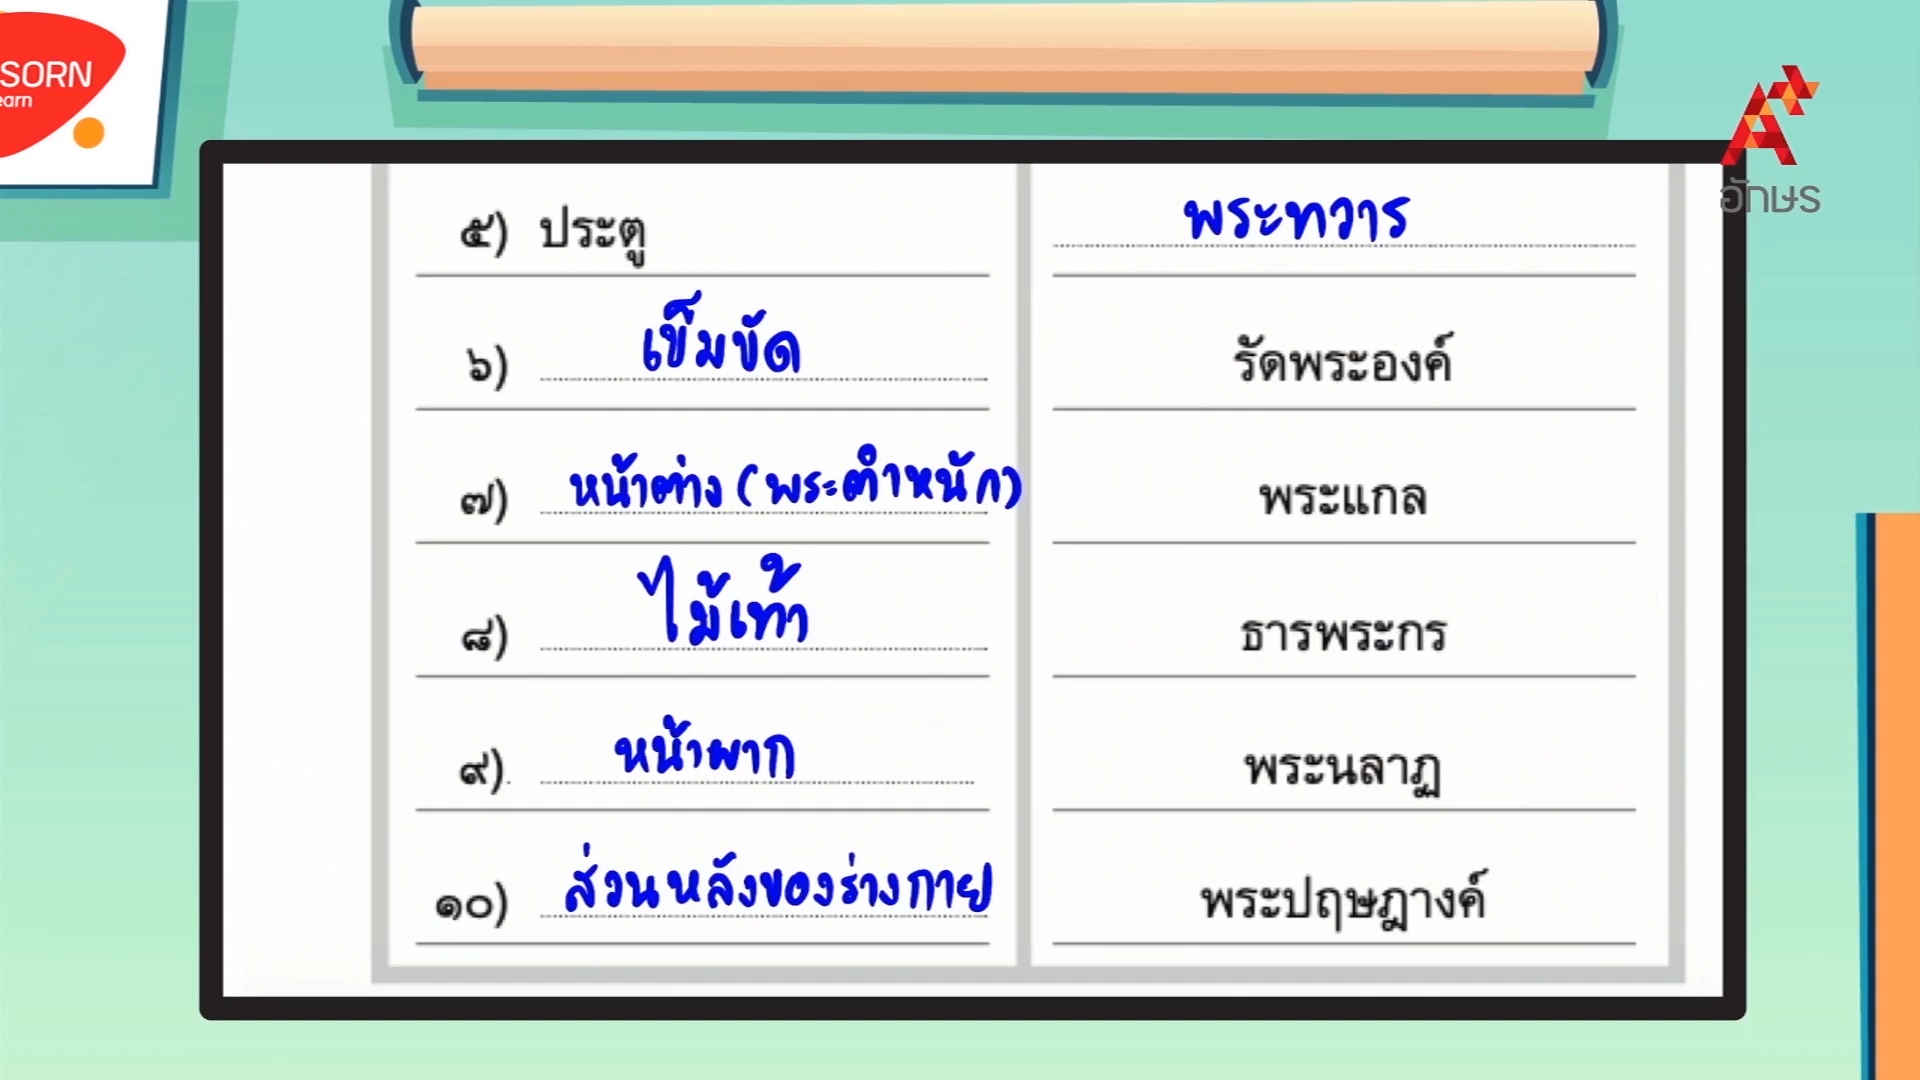 SORN
earn
อักษร
๕) ประตู พระทวาร
๖) เข็มขัด รัดพระองค์
๗) หน้าต่าง (พระตำหนัก) พระแกล
๘) ไม้เท้า ธารพระกร
๙) หน้าผาก พระนลาฏ
๑๐) ส่วนหลังของร่างกาย พระปฤษฎางค์